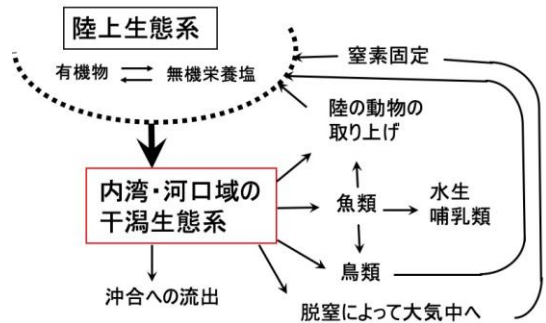 陸上生態系
有機物 無機栄養塩
窒素固定
陸の動物の
取り上げ
内湾・河口域の
干潟生態系
魚類
水生
哺乳類
鳥類
沖合への流出
脱窒によって大気中へ